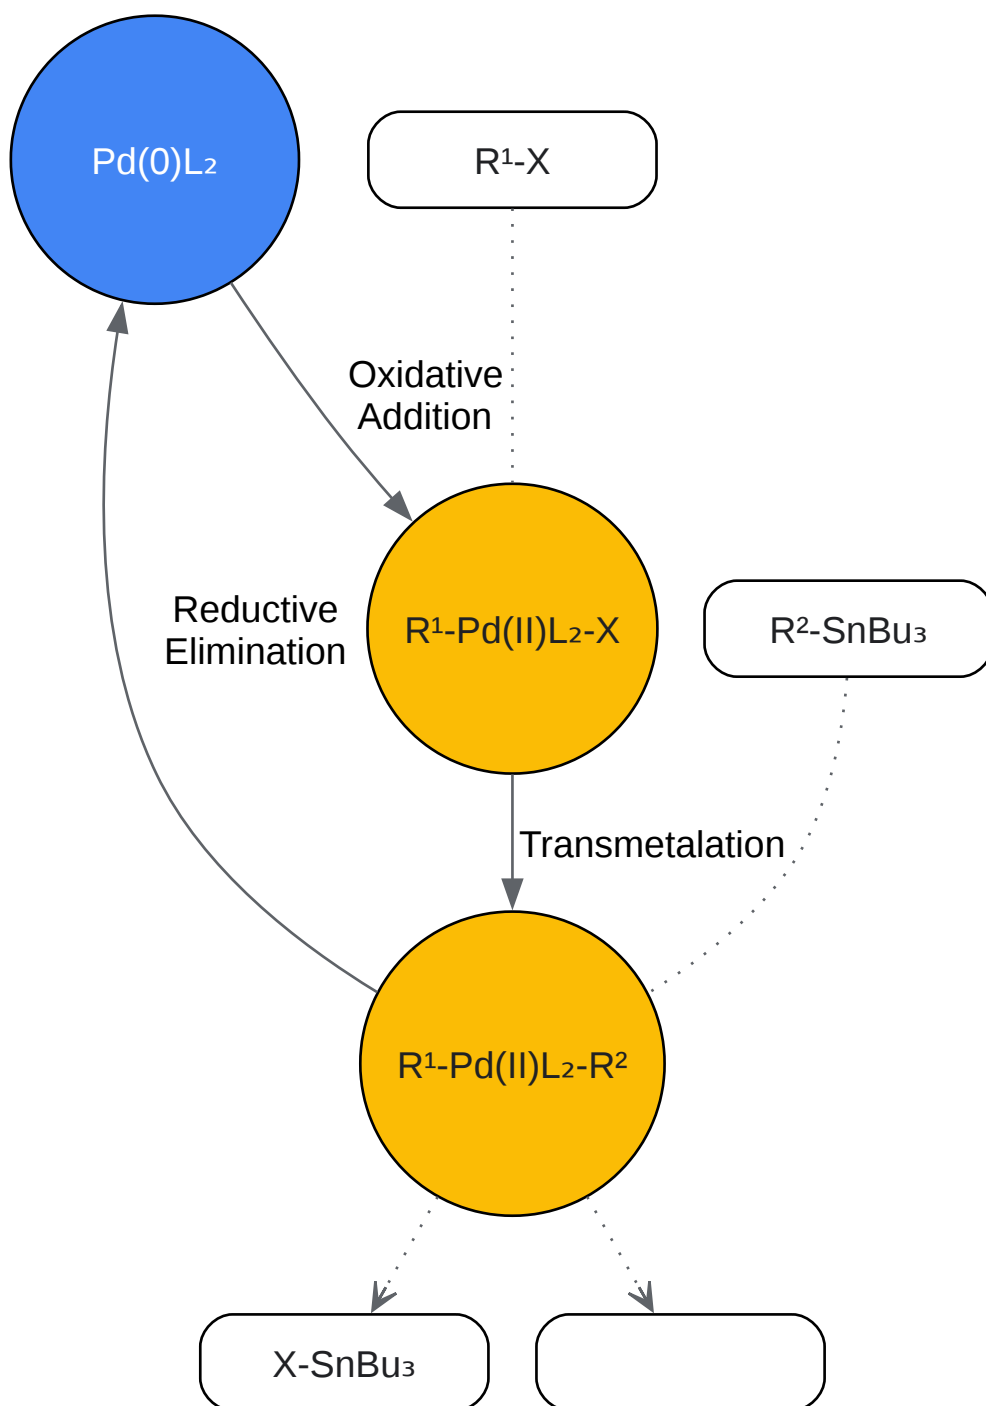 Pd(0)L₂
R¹-X
Oxidative
Addition
Reductive
Elimination
R¹-Pd(II)L₂-X
R²-SnBu₃
Transmetalation
R¹-Pd(II)L₂-R²
X-SnBu₃